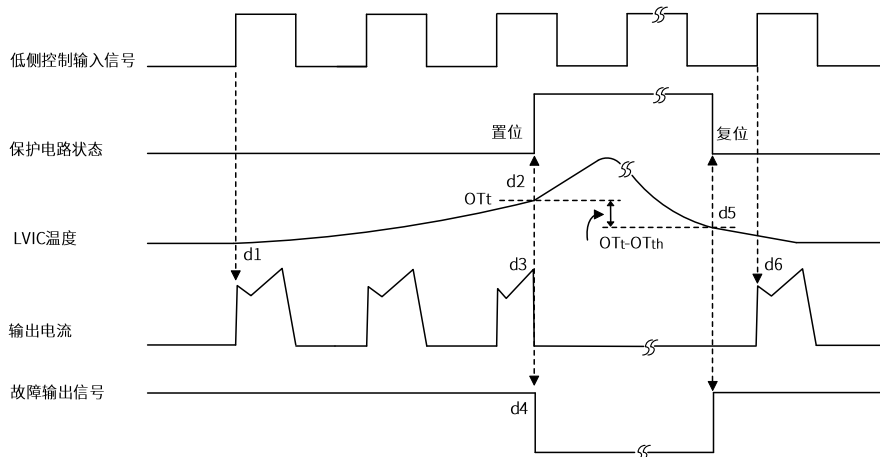 低侧控制输入信号
置位
复位
保护电路状态
d2
OTt
d5
LVIC温度
OTt-OTth
d1
d3
d6
输出电流
故障输出信号
d4